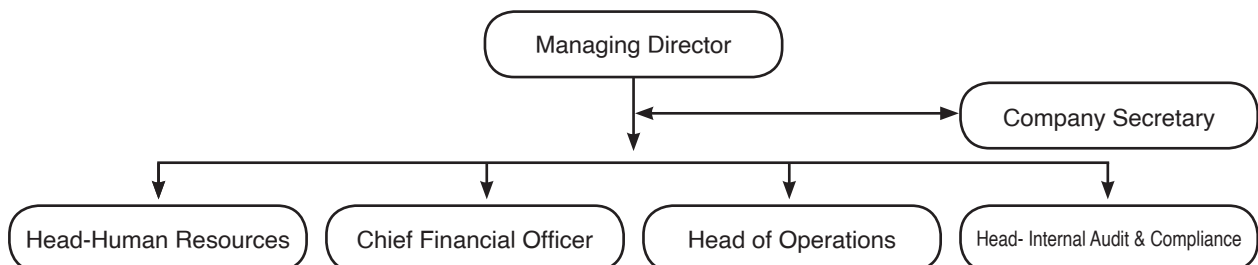 Managing Director
Company Secretary
Head-Human Resources
Chief Financial Officer
Head of Operations
Head- Internal Audit & Compliance